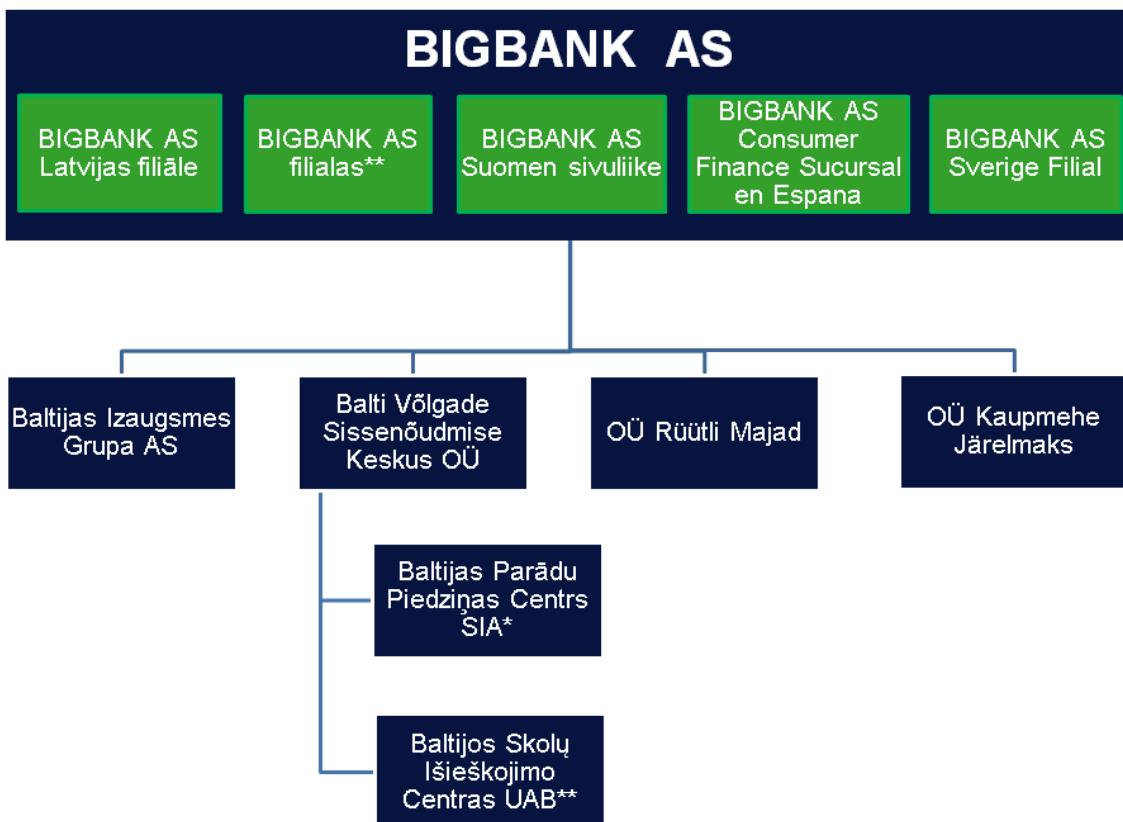 BIGBANK AS
BIGBANK AS
Latvijas filiāle
BIGBANK AS
filialas**
BIGBANK AS
Suomen sivuliike
BIGBANK AS
Consumer
Finance Sucursal
en Espana
BIGBANK AS
Sverige Filial
Baltijas Izaugsmes
Grupa AS
Balti Võlgade
Sissenõudmise
Keskus OÜ
OÜ Rüütli Majad
OÜ Kaupmehe
Järelmaks
Baltijas Parādu
Piedziņas Centrs
SIA*
Baltijos Skolų
Išieškojimo
Centras UAB**